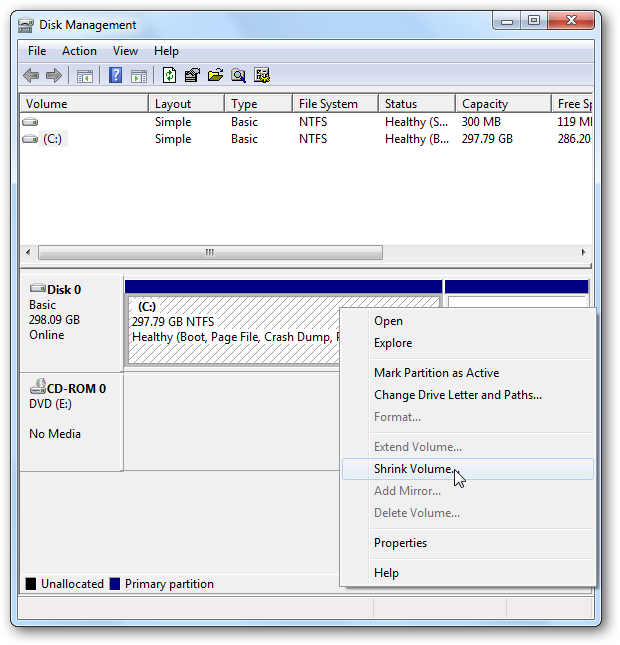 Disk Management
File Action View Help
Volume Layout Type File System Status Capacity Free Sp
Simple Basic NTFS Healthy (S... 300 MB 119 MI
(C:) Simple Basic NTFS Healthy (B... 297.79 GB 286.20
Disk 0
Basic
298.09 GB
Online
(C:)
297.79 GB NTFS
Healthy (Boot, Page File, Crash Dump,
Open
Explore
Mark Partition as Active
Change Drive Letter and Paths...
Format...
Extend Volume...
Shrink Volume...
Add Mirror...
Delete Volume...
Properties
Help
CD-ROM 0
DVD (E:)
No Media
Unallocated Primary partition